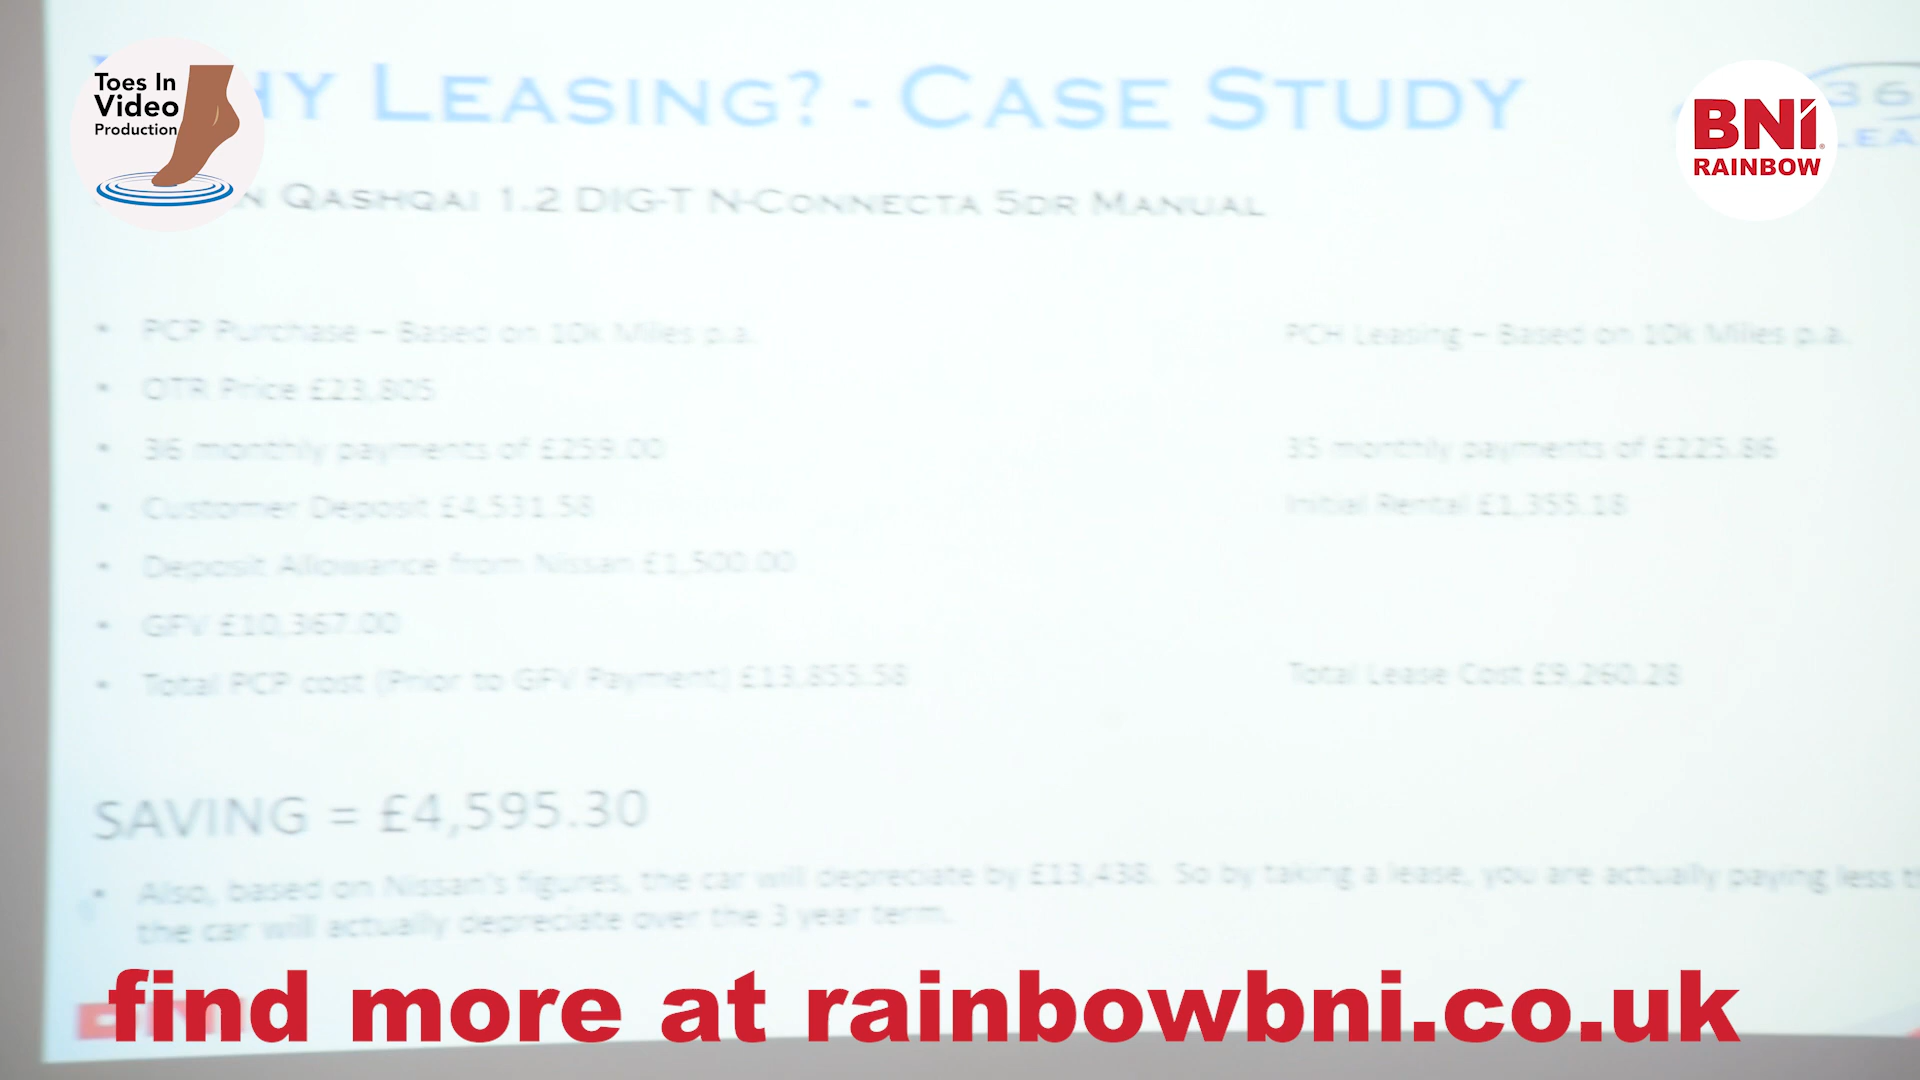 Toes In
Video
Production
HY LEASING? - CASE STUDY
BNI
RAINBOW
36
LEA
N QASHQAI 1.2 DIG-T N-CONNECTA 5DR MANUAL
• PCP Purchase – Based on 10k Miles p.a.
PCH Leasing – Based on 10k Miles p.a.
• OTR Price £23,805
• 36 monthly payments of £259.00
35 monthly payments of £225.86
• Customer Deposit £4,531.58
Initial Rental £1,355.18
• Deposit Allowance from Nissan £1,500.00
• GFV £10,367.00
• Total PCP cost (Prior to GFV Payment) £13,855.58
Total Lease Cost £9,260.28
SAVING = £4,595.30
• Also, based on Nissan's figures, the car will depreciate by £13,438. So by taking a lease, you are actually paying less th
the car will actually depreciate over the 3 year term.
find more at rainbowbni.co.uk